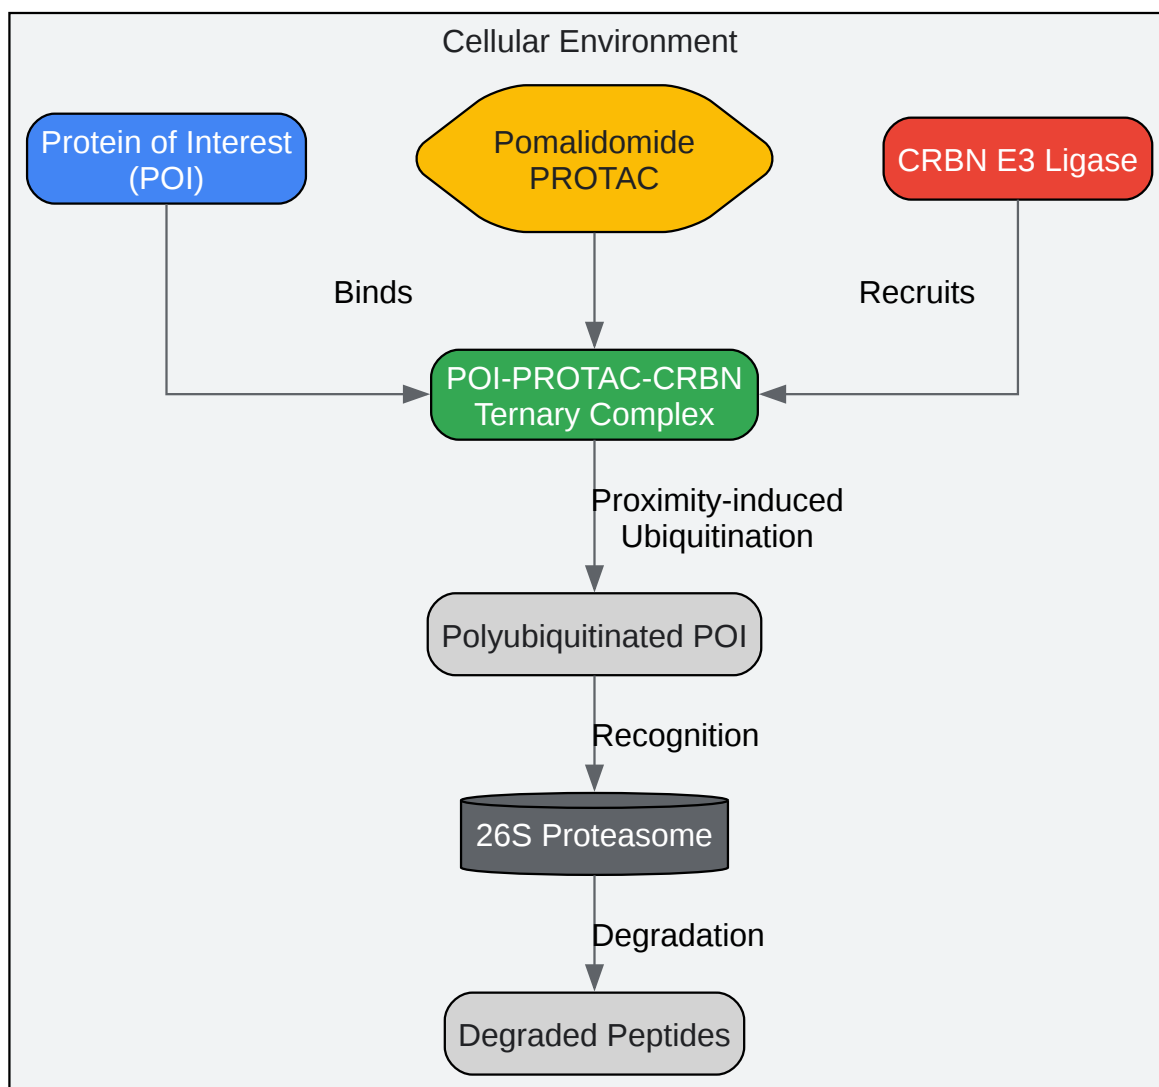 Cellular Environment
Protein of Interest
(POI)
Pomalidomide
PROTAC
CRBN E3 Ligase
Binds
Recruits
POI-PROTAC-CRBN
Ternary Complex
Proximity-induced
Ubiquitination
Polyubiquitinated POI
Recognition
26S Proteasome
Degradation
Degraded Peptides